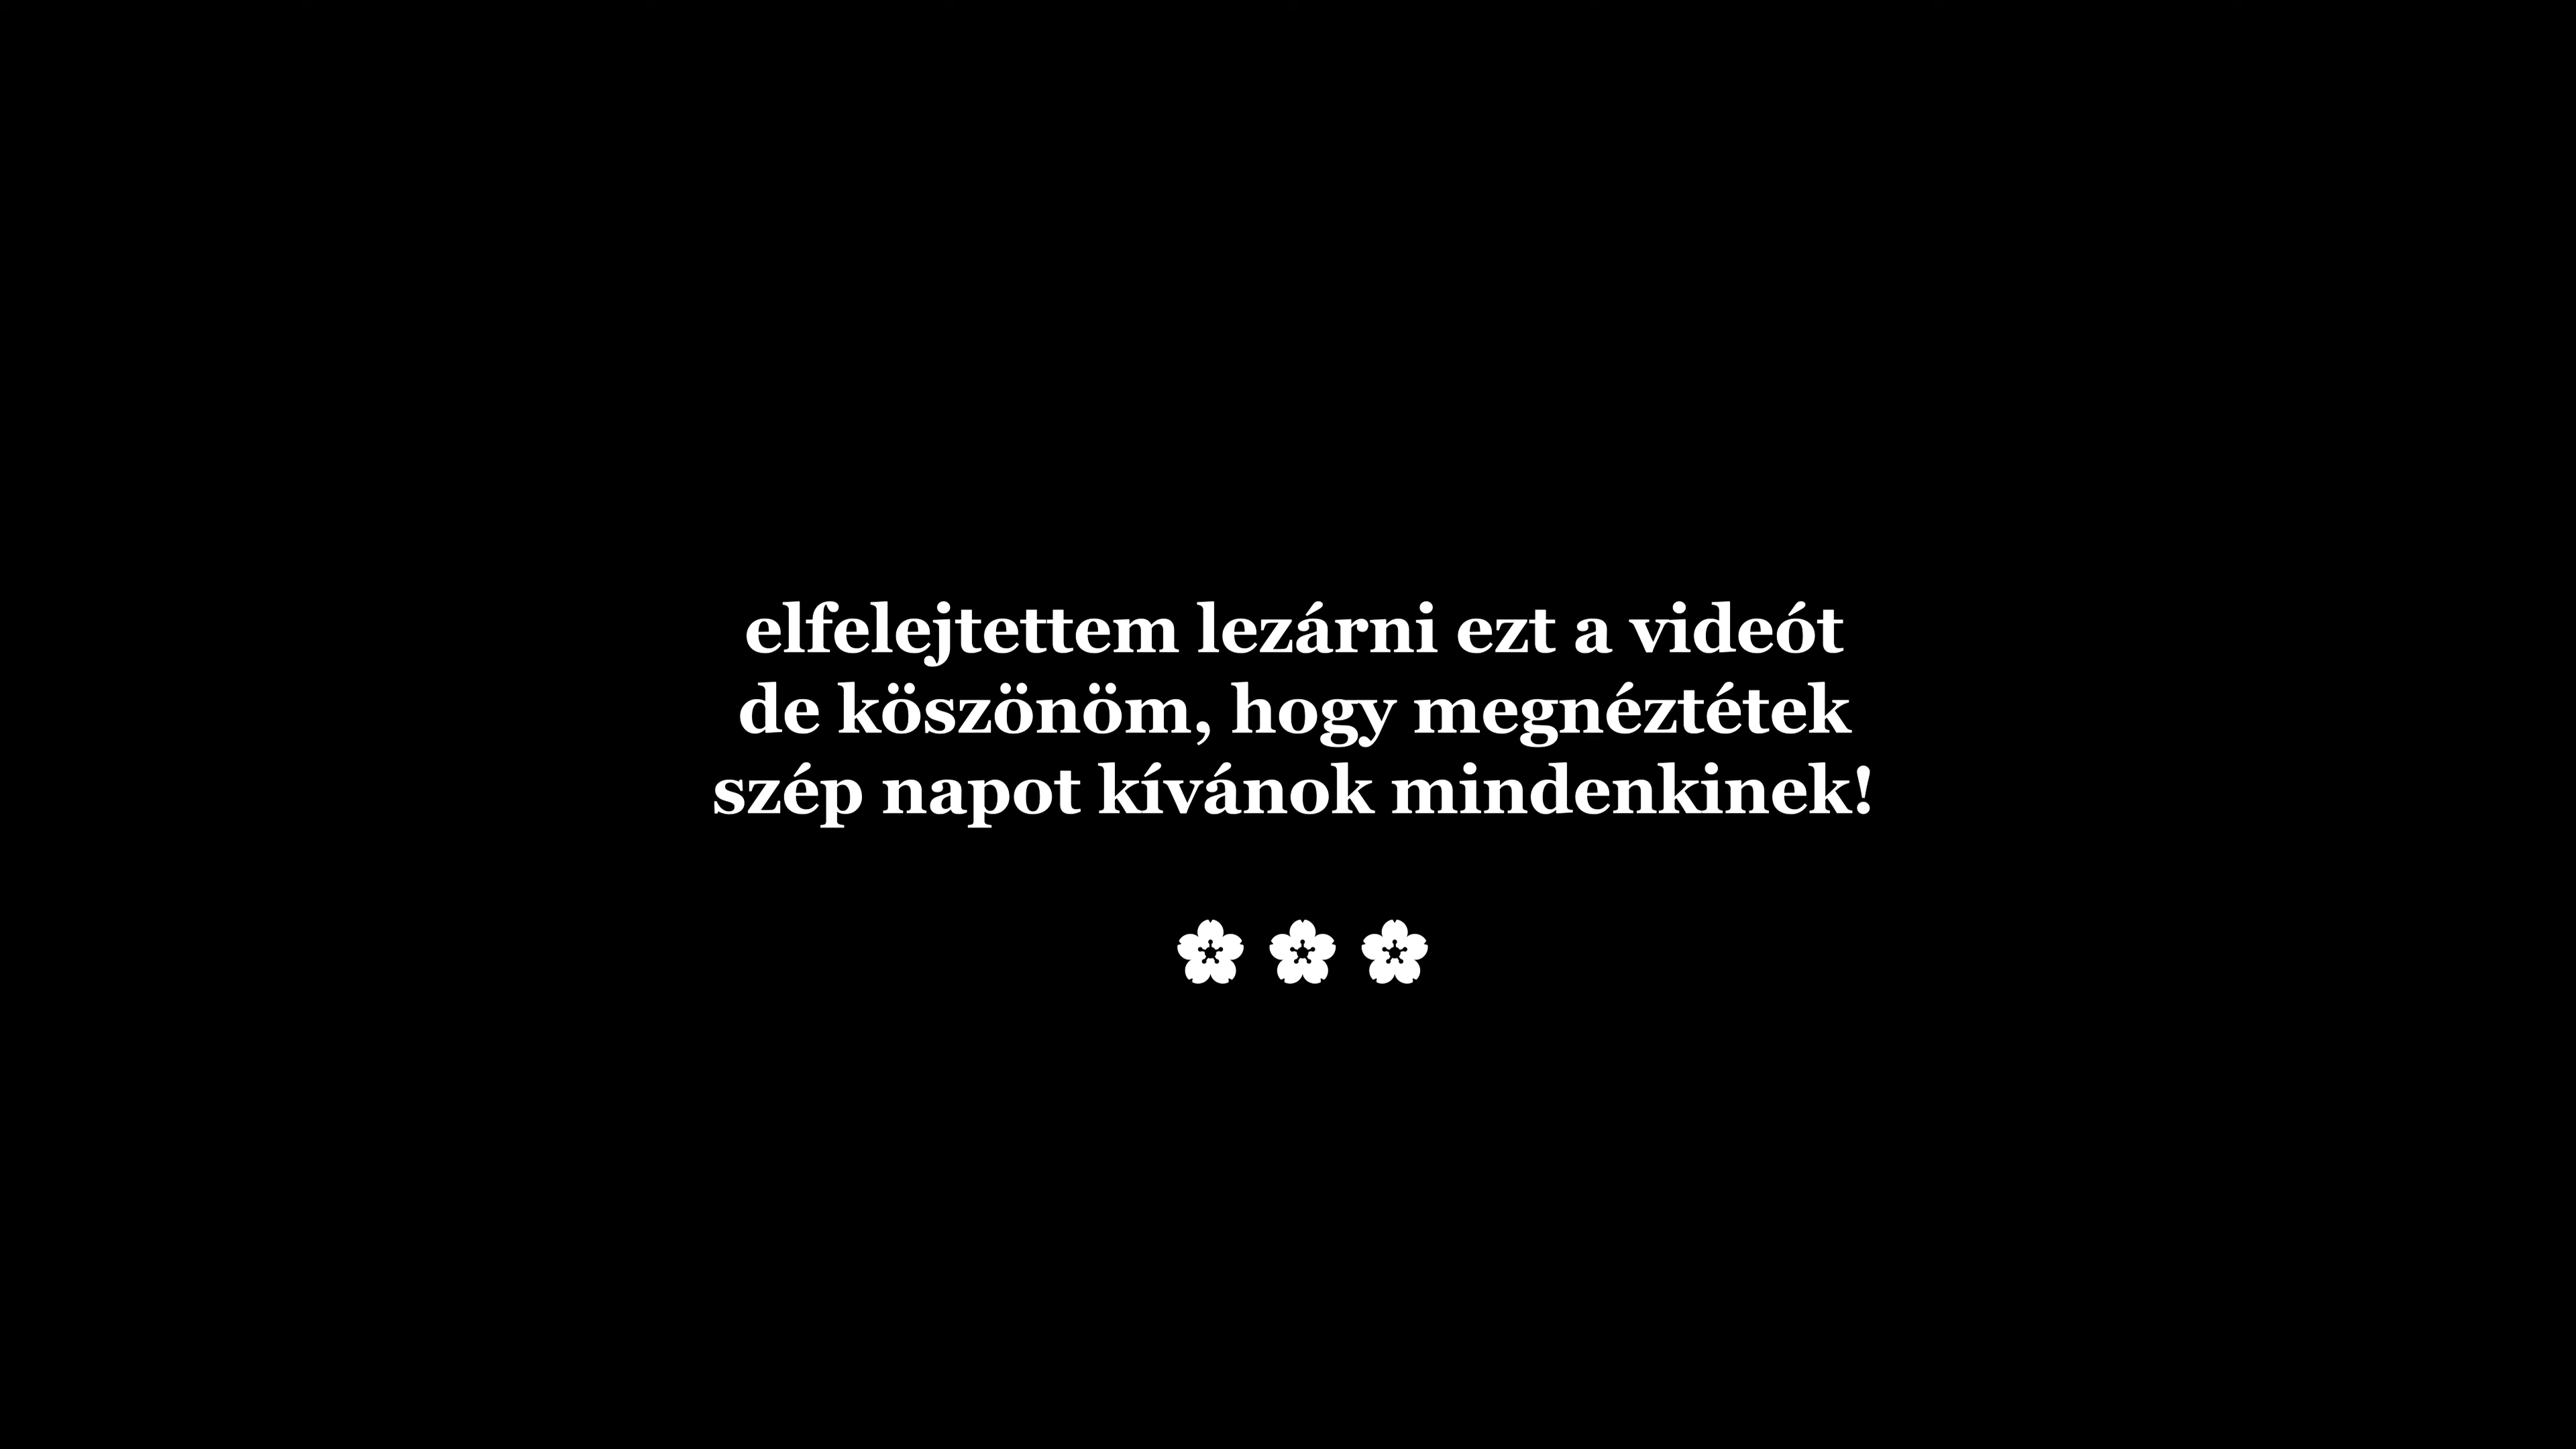 elfelejtettem lezárni ezt a videót
de köszönöm, hogy megnéztétek
szép napot kívánok mindenkinek!